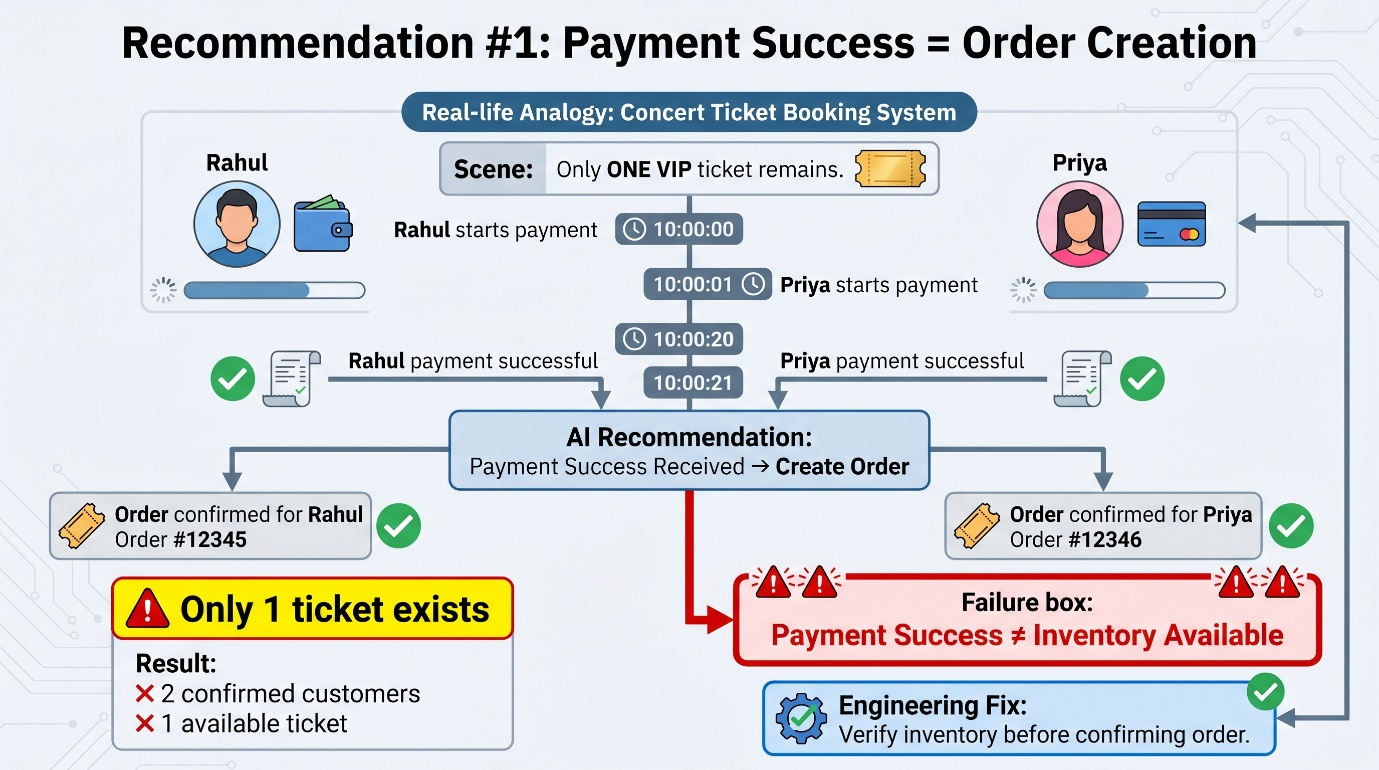 Recommendation #1: Payment Success = Order Creation
Real-life Analogy: Concert Ticket Booking System
Rahul
Scene: Only ONE VIP ticket remains.
Priya
Rahul starts payment 10:00:00
10:00:01 Priya starts payment
10:00:20
Rahul payment successful
Priya payment successful
10:00:21
AI Recommendation:
Payment Success Received → Create Order
Order confirmed for Rahul
Order #12345
Order confirmed for Priya
Order #12346
Only 1 ticket exists
Result:
❌ 2 confirmed customers
❌ 1 available ticket
Failure box:
Payment Success ≠ Inventory Available
Engineering Fix:
Verify inventory before confirming order.